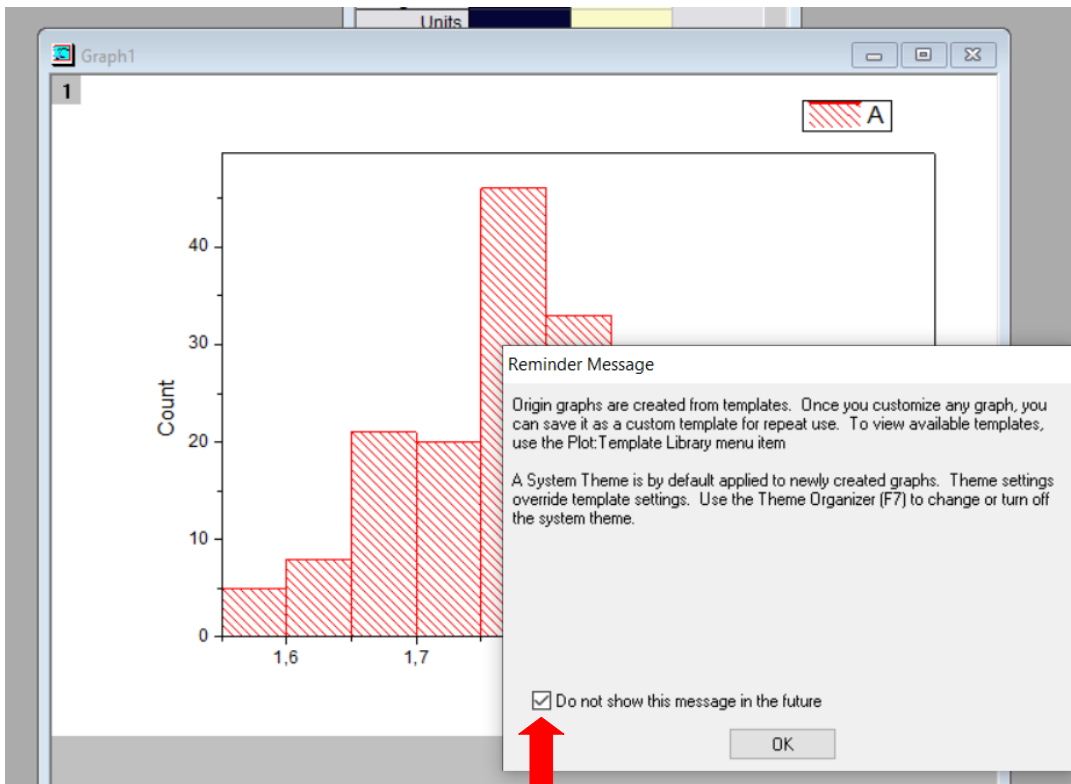 Units
Graph1
1
A
40
30
20
10
0
Count
1,6
1,7
Reminder Message
Origin graphs are created from templates. Once you customize any graph, you
can save it as a custom template for repeat use. To view available templates,
use the Plot:Template Library menu item
A System Theme is by default applied to newly created graphs. Theme settings
override template settings. Use the Theme Organizer (F7) to change or turn off
the system theme.
Do not show this message in the future
OK